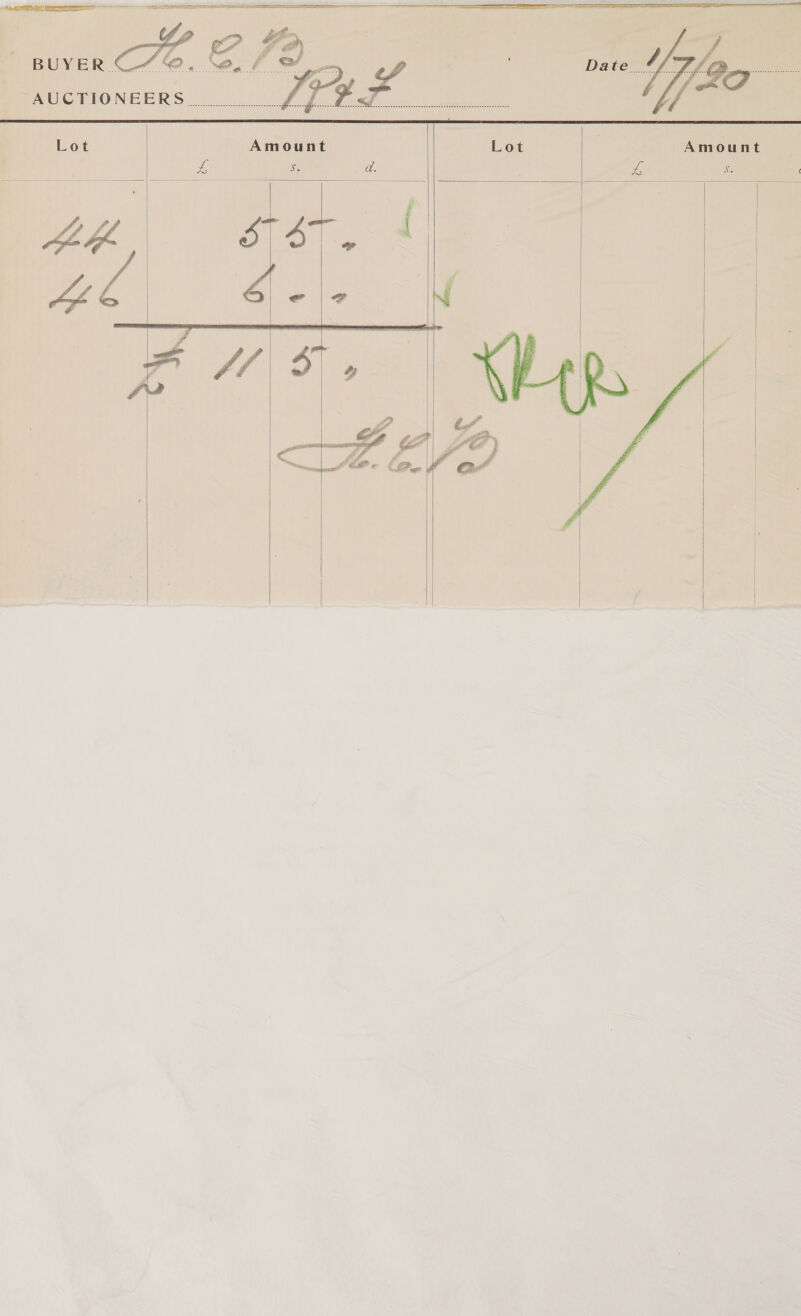 BUYER H. C. B.
Date 1/7/20
AUCTIONEERS
Lot Amount Lot Amount
£ s. d. £ s.
44 5 5 "
46 6 - -
£ 11 5 "
H. C. B